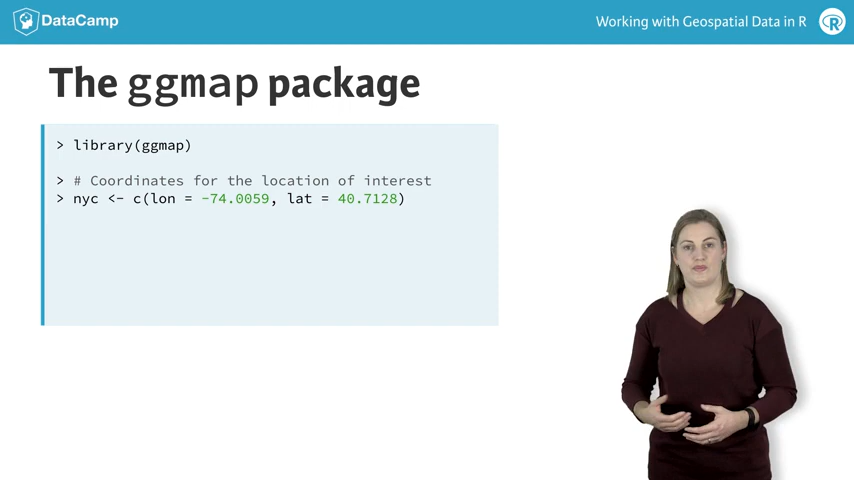 DataCamp
Working with Geospatial Data in R
R
The ggmap package
> library(ggmap)
> # Coordinates for the location of interest
> nyc <- c(lon = -74.0059, lat = 40.7128)